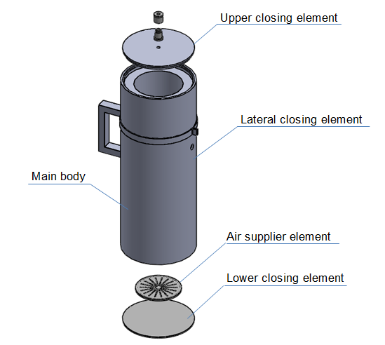 Upper closing element
Lateral closing element
Main body
Air supplier element
Lower closing element